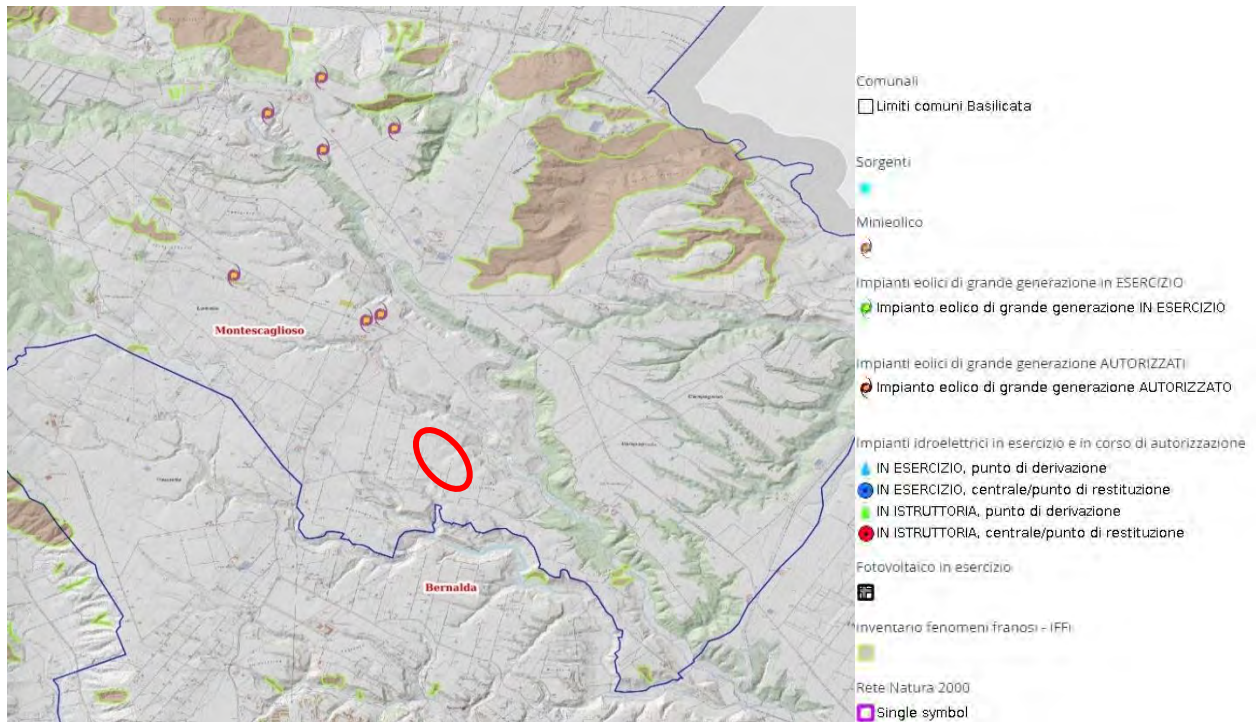 Comunali
Limiti comuni Basilicata
Sorgenti
Minieolico
Impianti eolici di grande generazione in ESERCIZIO
Impianto eolico di grande generazione IN ESERCIZIO
Impianti eolici di grande generazione AUTORIZZATI
Impianto eolico di grande generazione AUTORIZZATO
Impianti idroelettrici in esercizio e in corso di autorizzazione
IN ESERCIZIO, punto di derivazione
IN ESERCIZIO, centrale/punto di restituzione
IN ISTRUTTORIA, punto di derivazione
IN ISTRUTTORIA, centrale/punto di restituzione
Fotovoltaico in esercizio
Inventario fenomeni franosi - IFFI
Rete Natura 2000
Single symbol
Montescaglioso
Bernalda